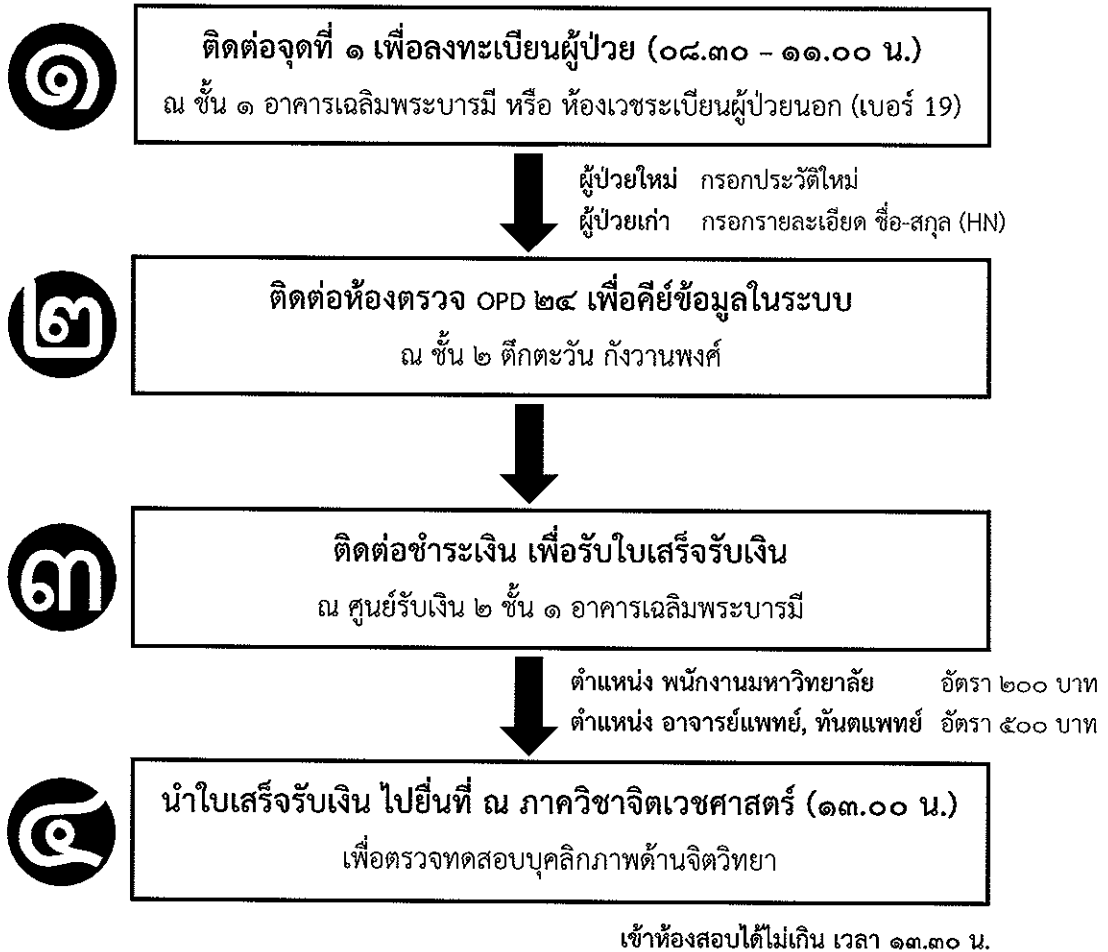 ๑
ติดต่อจุดที่ ๑ เพื่อลงทะเบียนผู้ป่วย (๐๘.๓๐ - ๑๑.๐๐ น.)
ณ ชั้น ๑ อาคารเฉลิมพระบารมี หรือ ห้องเวชระเบียนผู้ป่วยนอก (เบอร์ 19)
ผู้ป่วยใหม่ กรอกประวัติใหม่
ผู้ป่วยเก่า กรอกรายละเอียด ชื่อ-สกุล (HN)
๒
ติดต่อห้องตรวจ OPD ๒๔ เพื่อคีย์ข้อมูลในระบบ
ณ ชั้น ๒ ตึกตะวัน กังวานพงศ์
๓
ติดต่อชำระเงิน เพื่อรับใบเสร็จรับเงิน
ณ ศูนย์รับเงิน ๒ ชั้น ๑ อาคารเฉลิมพระบารมี
ตำแหน่ง พนักงานมหาวิทยาลัย อัตรา ๒๐๐ บาท
ตำแหน่ง อาจารย์แพทย์, ทันตแพทย์ อัตรา ๕๐๐ บาท
๔
นำใบเสร็จรับเงิน ไปยื่นที่ ณ ภาควิชาจิตเวชศาสตร์ (๑๓.๐๐ น.)
เพื่อตรวจทดสอบบุคลิกภาพด้านจิตวิทยา
เข้าห้องสอบได้ไม่เกิน เวลา ๑๓.๓๐ น.